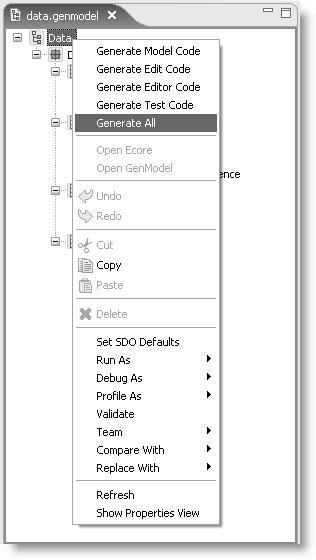 data.genmodel
Data
Generate Model Code
Generate Edit Code
Generate Editor Code
Generate Test Code
Generate All
Open Ecore
Open GenModel
Undo
Redo
Cut
Copy
Paste
Delete
Set SDO Defaults
Run As
Debug As
Profile As
Validate
Team
Compare With
Replace With
Refresh
Show Properties View